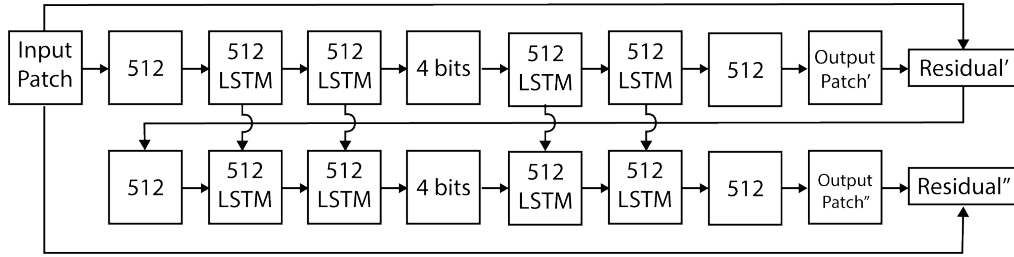 Input
Patch
512
512
LSTM
512
LSTM
4 bits
512
LSTM
512
LSTM
512
Output
Patch'
Residual'
512
512
LSTM
512
LSTM
4 bits
512
LSTM
512
LSTM
512
Output
Patch"
Residual"